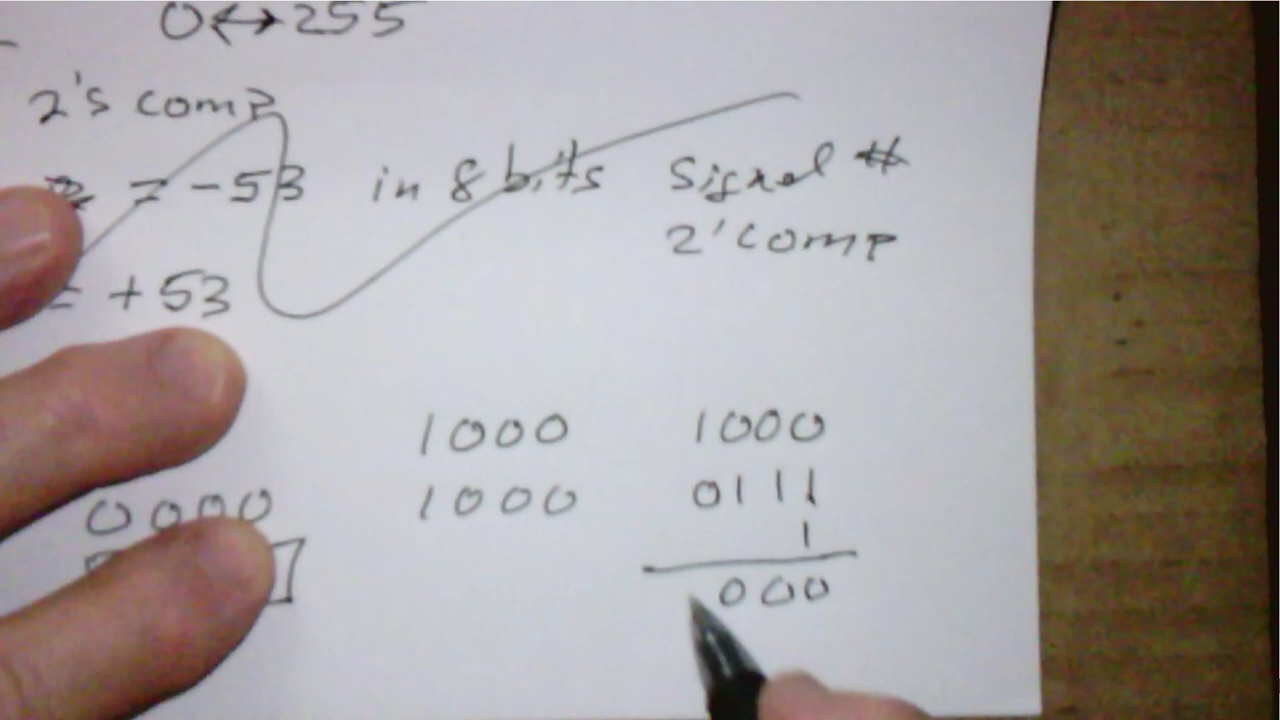 0↔255
2's comp
= -53 in 8 bits Signed #
2' comp
= +53
1000 1000
0000 1000 0111
1
000